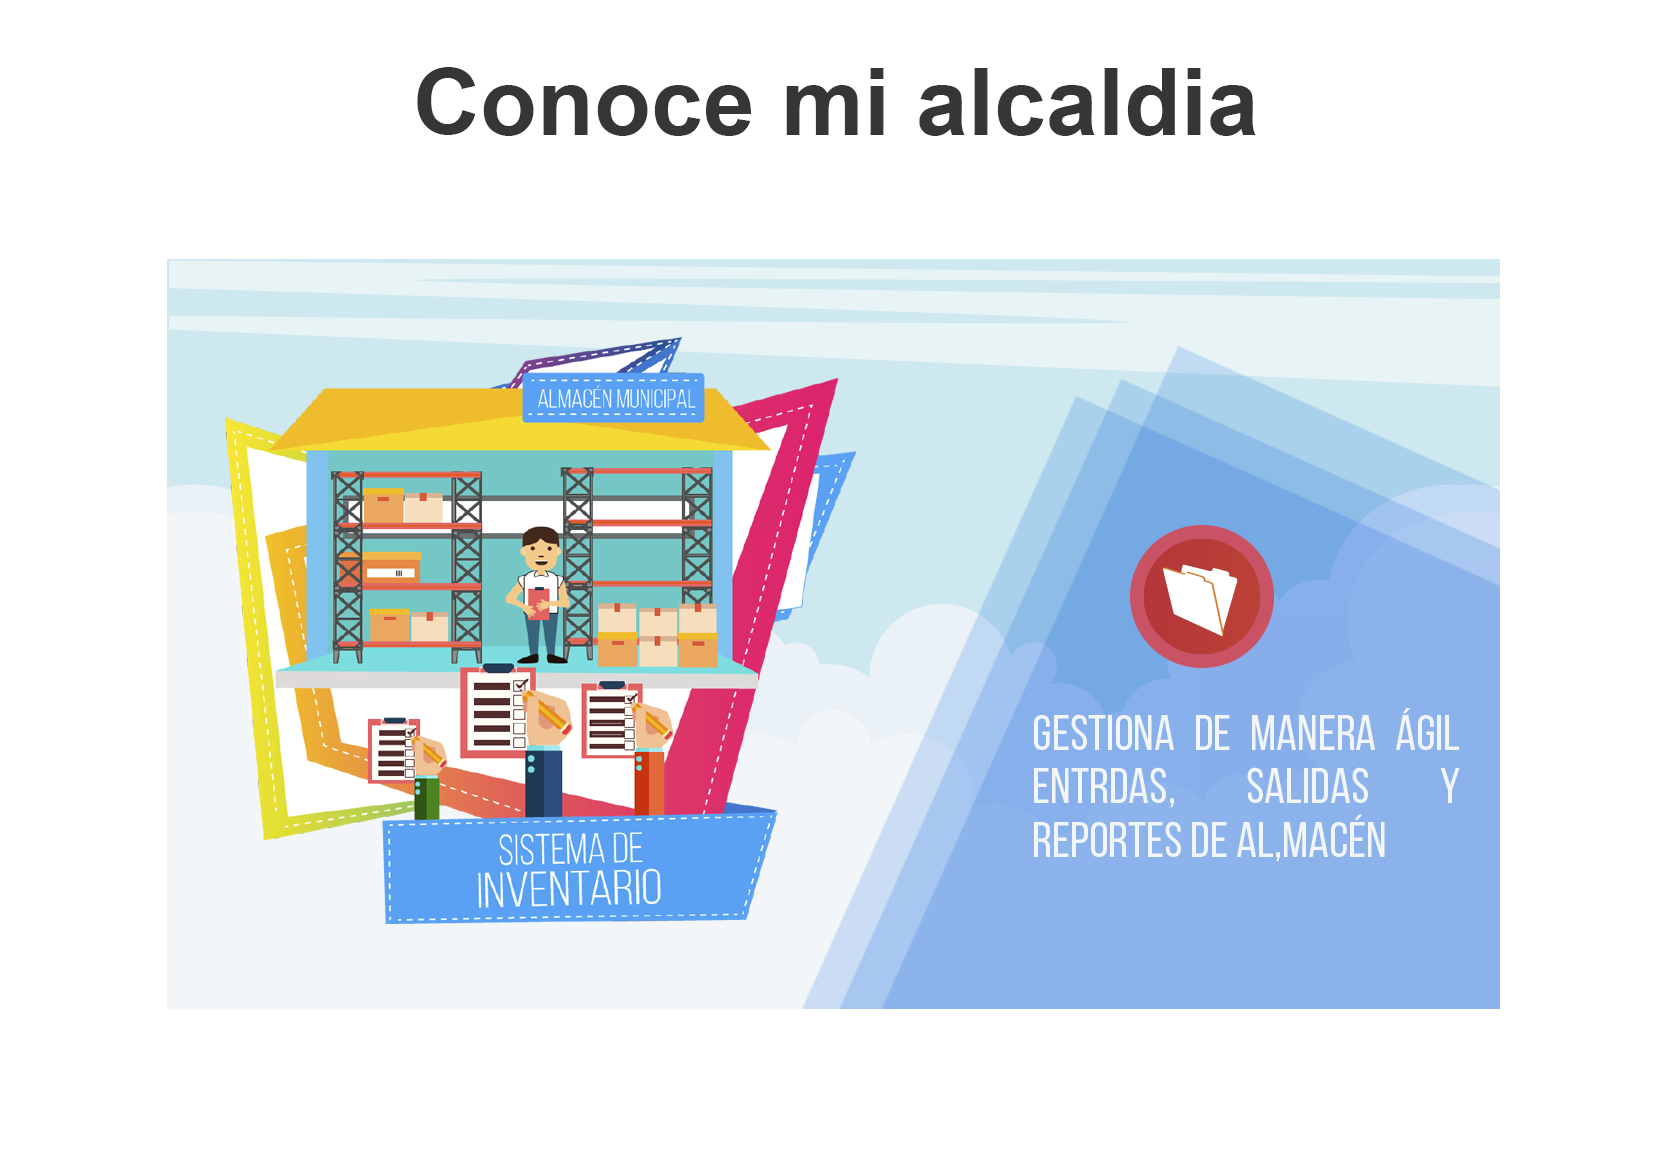 Conoce mi alcaldia
ALMACÉN MUNICIPAL
SISTEMA DE
INVENTARIO
GESTIONA DE MANERA ÁGIL
ENTRDAS, SALIDAS Y
REPORTES DE AL,MACÉN